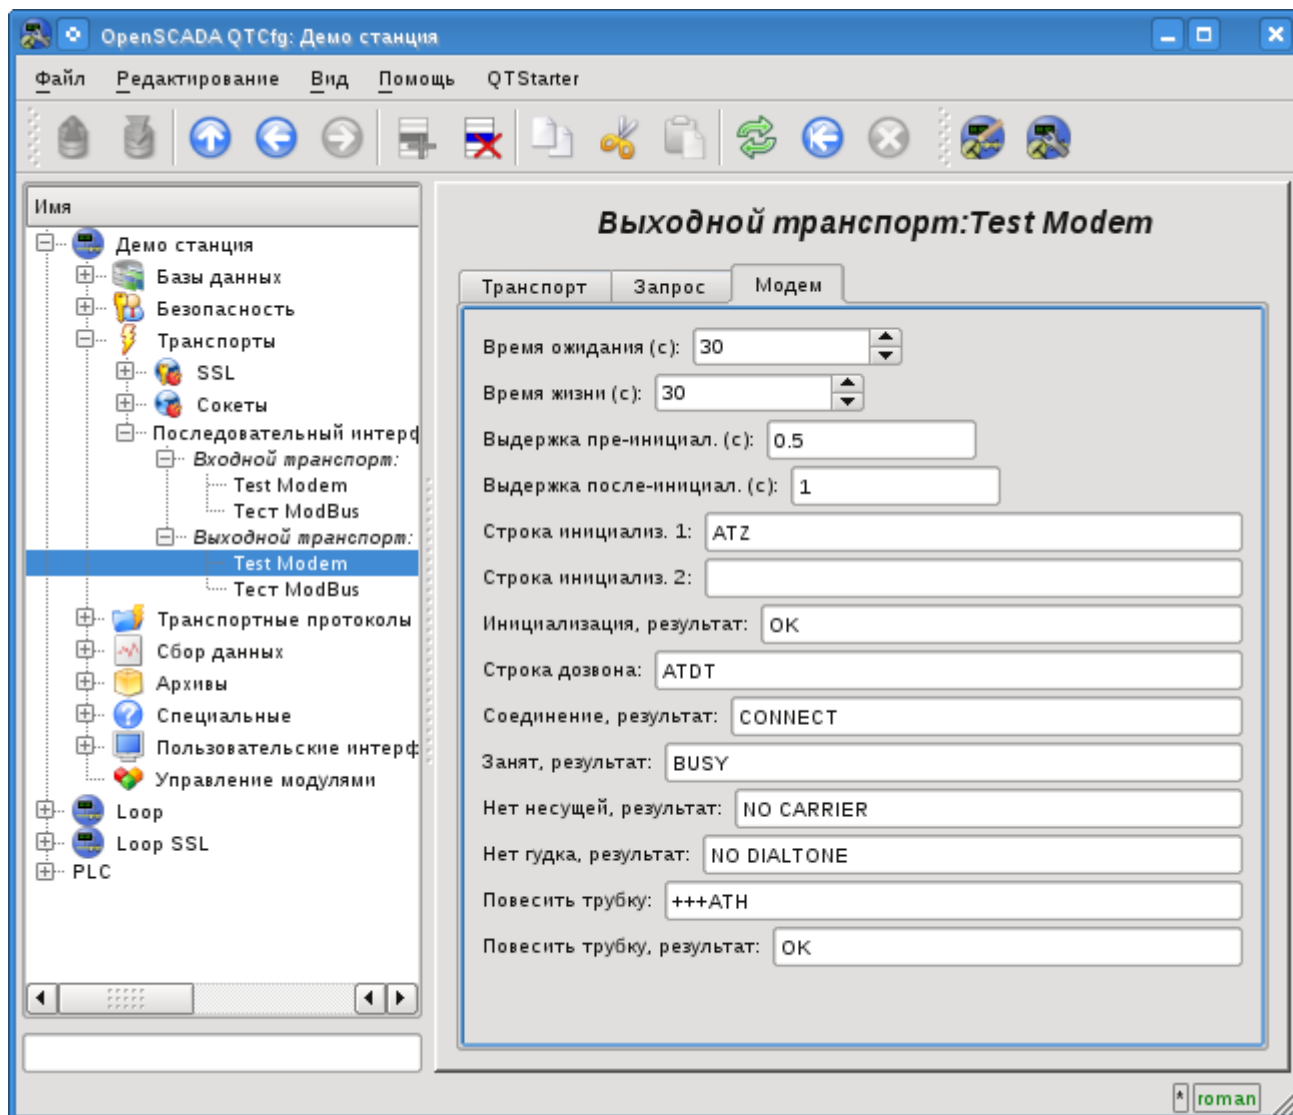 OpenSCADA QTCfg: Демо станция
Файл Редактирование Вид Помощь QTStarter
Имя
Демо станция
Базы данных
Безопасность
Транспорты
SSL
Сокеты
Последовательный интерф
Входной транспорт:
Test Modem
Тест ModBus
Выходной транспорт:
Test Modem
Тест ModBus
Транспортные протоколы
Сбор данных
Архивы
Специальные
Пользовательские интерф
Управление модулями
Loop
Loop SSL
PLC
Выходной транспорт:Test Modem
Транспорт Запрос Модем
Время ожидания (с): 30
Время жизни (с): 30
Выдержка пре-инициал. (с): 0.5
Выдержка после-инициал. (с): 1
Строка инициализ. 1: ATZ
Строка инициализ. 2:
Инициализация, результат: OK
Строка дозвона: ATDT
Соединение, результат: CONNECT
Занят, результат: BUSY
Нет несущей, результат: NO CARRIER
Нет гудка, результат: NO DIALTONE
Повесить трубку: +++ATH
Повесить трубку, результат: OK
* roman